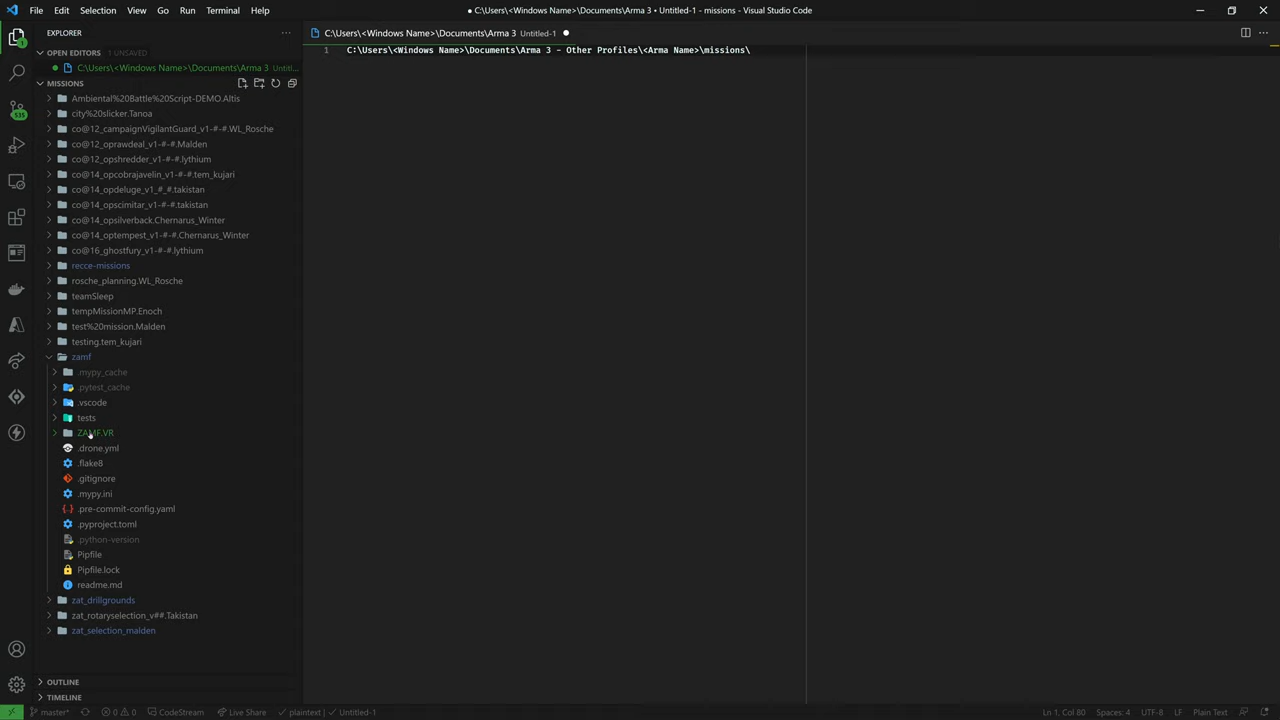 File Edit Selection View Go Run Terminal Help
● C:\Users\<Windows Name>\Documents\Arma 3 • Untitled-1 - missions - Visual Studio Code
EXPLORER
OPEN EDITORS 1 UNSAVED
C:\Users\<Windows Name>\Documents\Arma 3 Untitl...
MISSIONS
Ambiental%20Battle%20Script-DEMO.Altis
city%20slicker.Tanoa
co@12_campaignVigilantGuard_v1-#-#.WL_Rosche
co@12_oprawdeal_v1-#-#.Malden
co@12_opshredder_v1-#-#.lythium
co@14_opcobrajavelin_v1-#-#.tem_kujari
co@14_opdeluge_v1_#_#.takistan
co@14_opscimitar_v1-#-#.takistan
co@14_opsilverback.Chernarus_Winter
co@14_optempest_v1-#-#.Chernarus_Winter
co@16_ghostfury_v1-#-#.lythium
recce-missions
rosche_planning.WL_Rosche
teamSleep
tempMissionMP.Enoch
test%20mission.Malden
testing.tem_kujari
zamf
.mypy_cache
.pytest_cache
.vscode
tests
ZAMF.VR
.drone.yml
.flake8
.gitignore
.mypy.ini
.pre-commit-config.yaml
.pyproject.toml
.python-version
Pipfile
Pipfile.lock
readme.md
zat_drillgrounds
zat_rotaryselection_v##.Takistan
zat_selection_malden
OUTLINE
TIMELINE
1
535
C:\Users\<Windows Name>\Documents\Arma 3 Untitled-1
1 C:\Users\<Windows Name>\Documents\Arma 3 - Other Profiles\<Arma Name>\missions\
master* 0 0 CodeStream Live Share plaintext | Untitled-1
Ln 1, Col 80 Spaces: 4 UTF-8 LF Plain Text